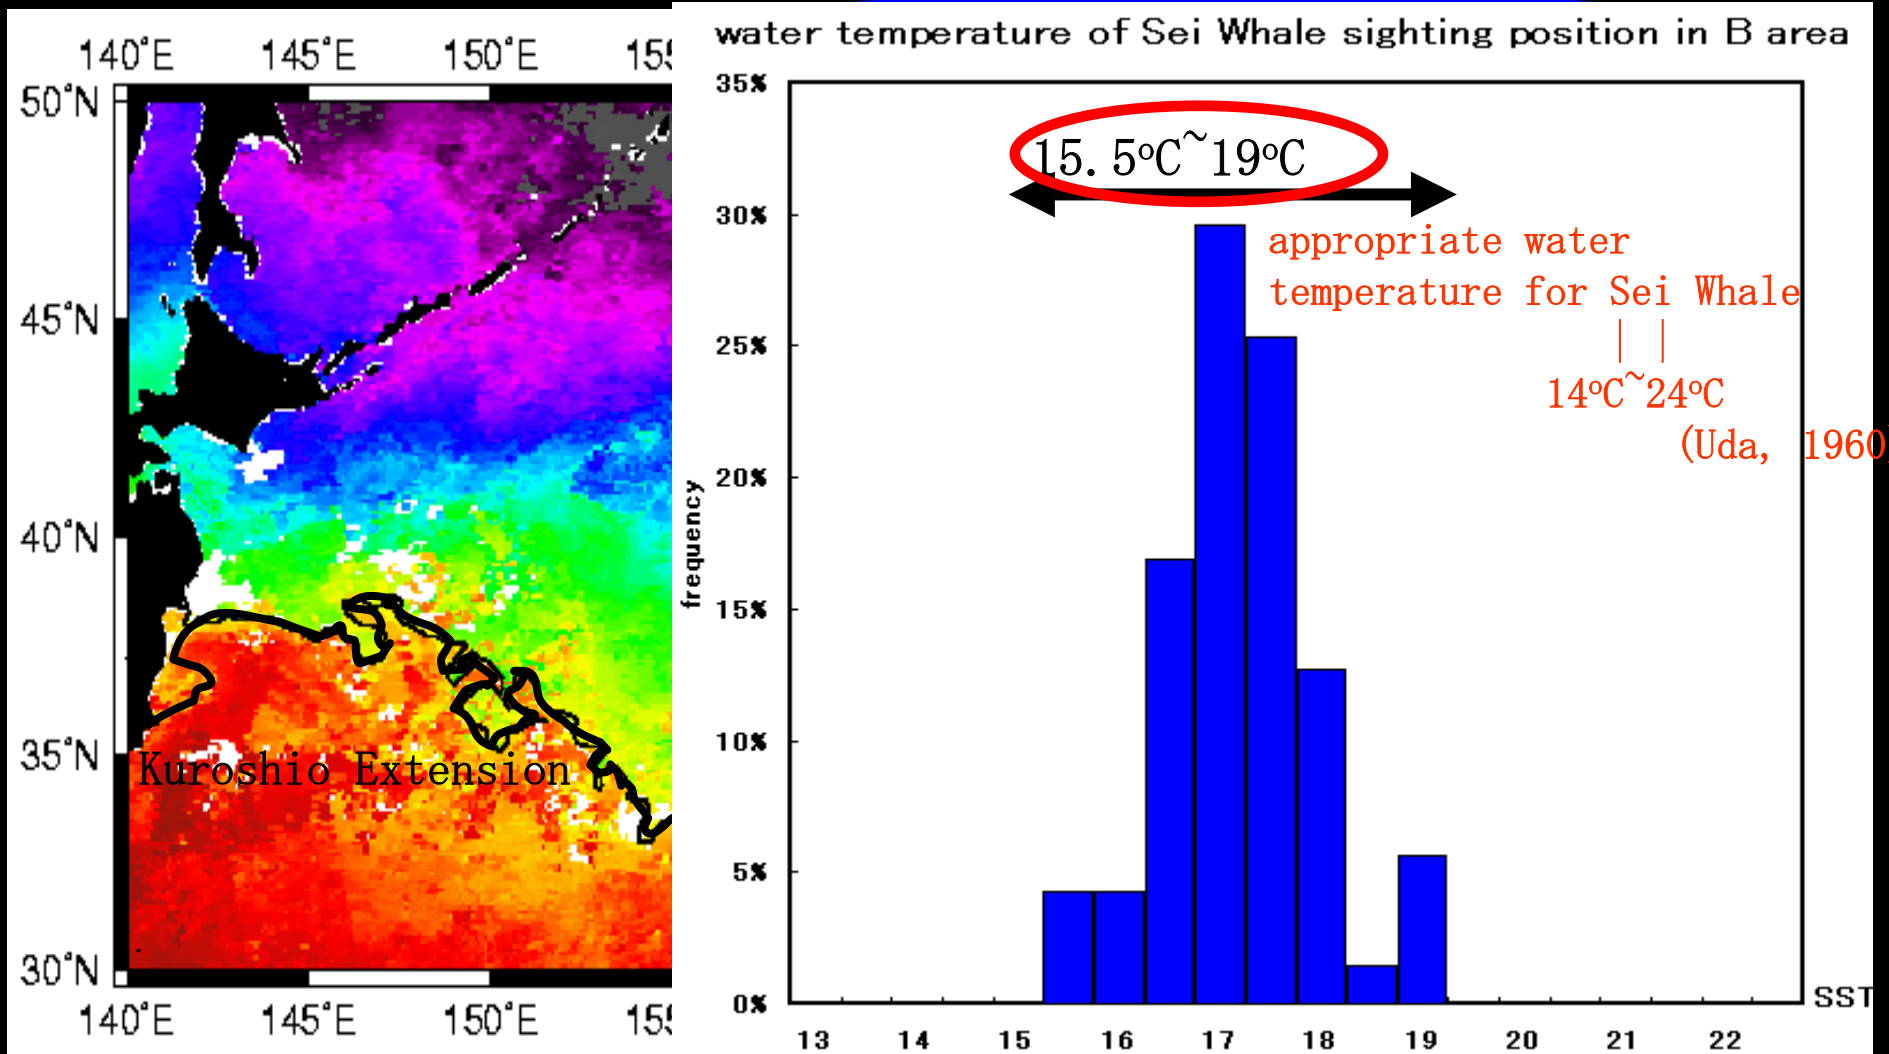 140°E 145°E 150°E 155
50°N
45°N
40°N
35°N
30°N
Kuroshio Extension
140°E 145°E 150°E 155
water temperature of Sei Whale sighting position in B area
35%
30%
25%
20%
15%
10%
5%
0%
frequency
15.5℃~19℃
appropriate water
temperature for Sei Whale
||
14℃~24℃
(Uda, 1960
SST
13 14 15 16 17 18 19 20 21 22